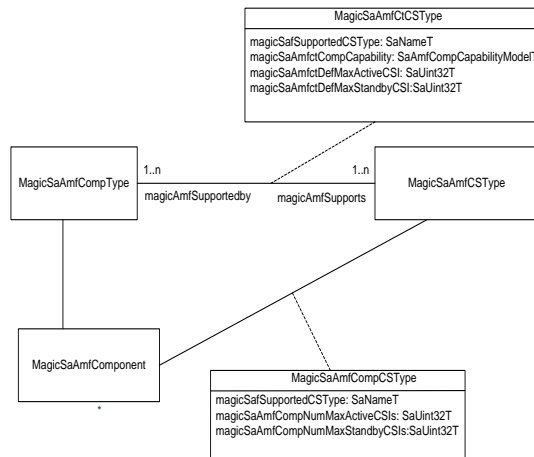 MagicSaAmfCtCSType
magicSafSupportedCSType: SaNameT
magicSaAmfctCompCapability: SaAmfCompCapabilityModelT
magicSaAmfctDefMaxActiveCSI: SaUint32T
magicSaAmfctDefMaxStandbyCSI:SaUint32T
MagicSaAmfCompType
1..n
1..n
magicAmfSupportedby
magicAmfSupports
MagicSaAmfCSType
MagicSaAmfComponent
*
MagicSaAmfCompCSType
magicSafSupportedCSType: SaNameT
magicSaAmfCompNumMaxActiveCSIs: SaUint32T
magicSaAmfCompNumMaxStandbyCSIs:SaUint32T